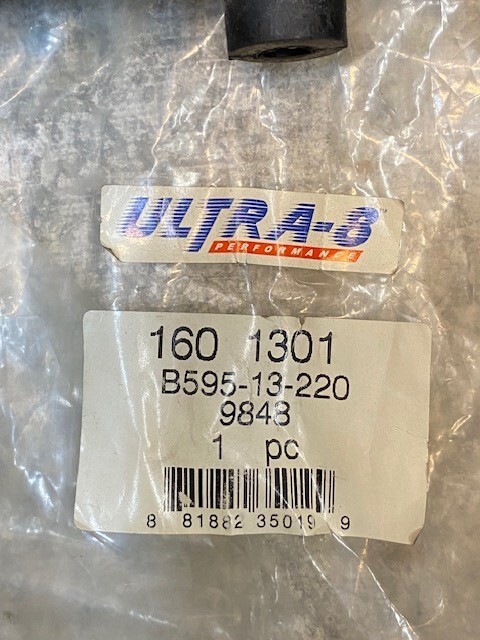 ULTRA-8
PERFORMANCE
160 1301
B595-13-220
9848
1 pc
8 81882 35019 9